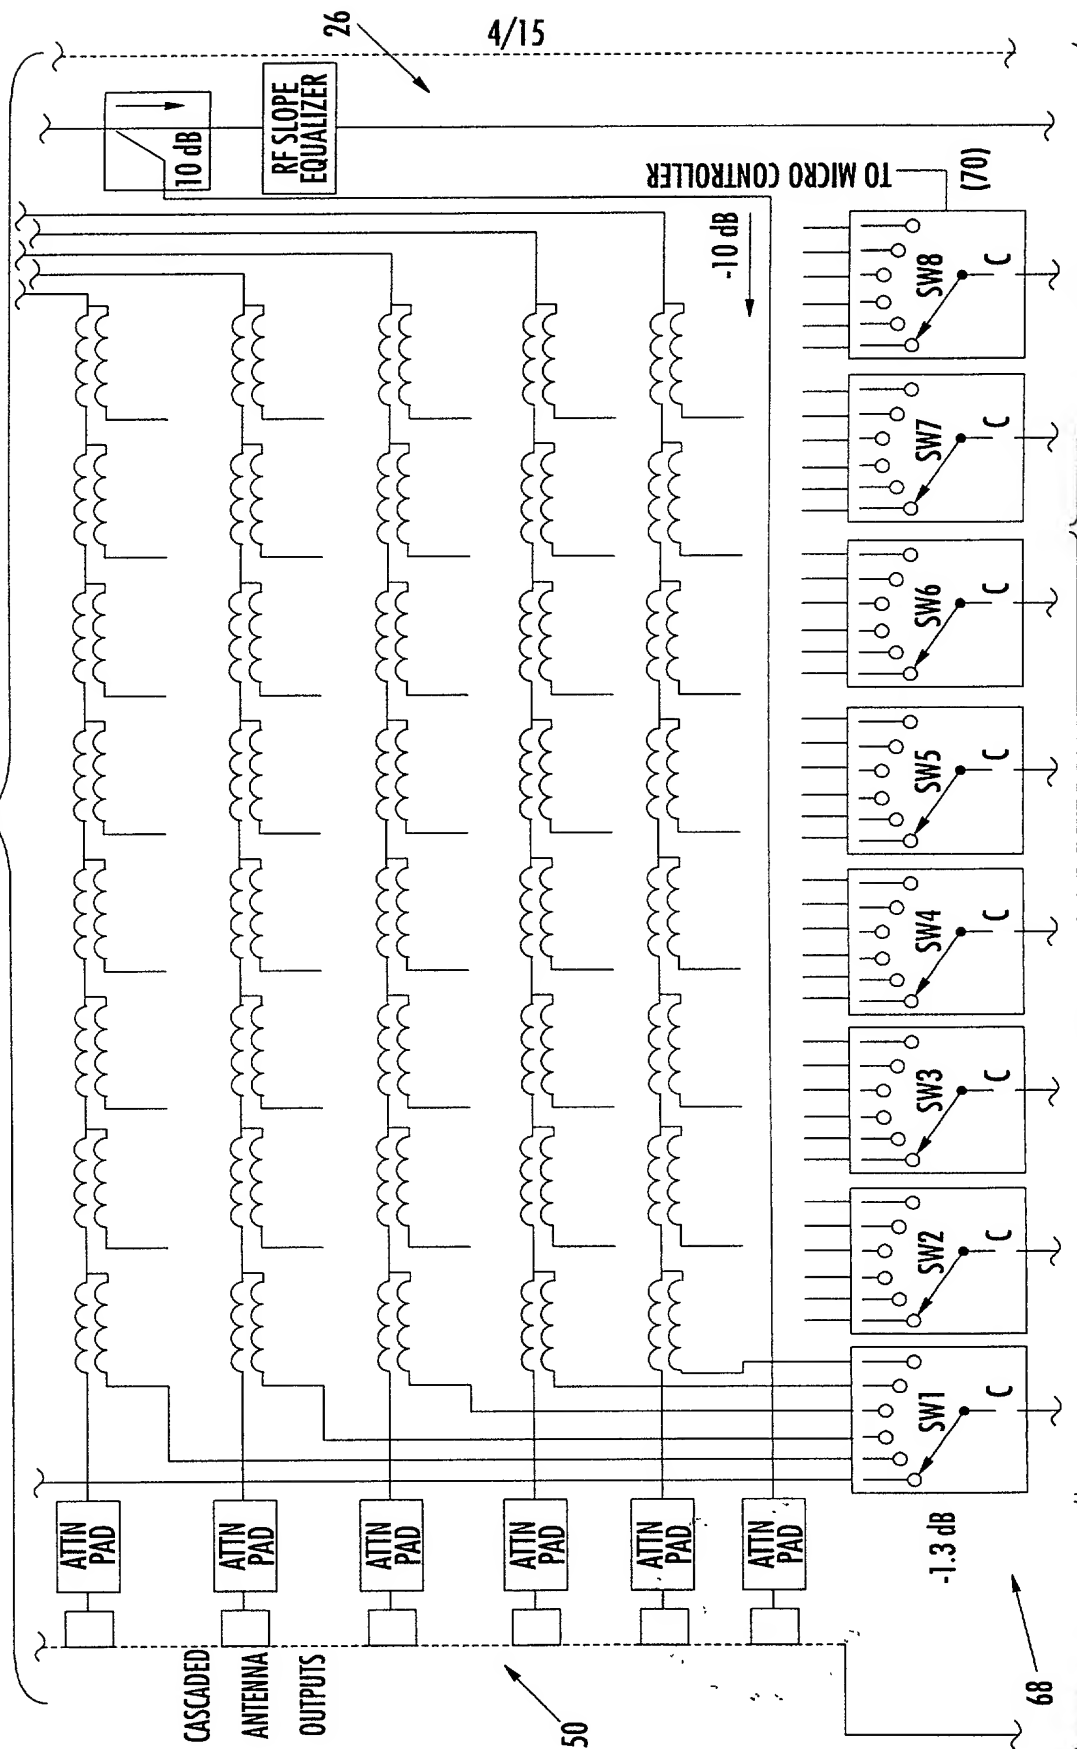 4/15
26
10 dB
RF SLOPE
EQUALIZER
TO MICRO CONTROLLER
(70)
-10 dB
SW8
C
SW7
C
SW6
C
SW5
C
SW4
C
SW3
C
SW2
C
SW1
C
-1.3 dB
68
ATTN
PAD
ATTN
PAD
ATTN
PAD
ATTN
PAD
ATTN
PAD
ATTN
PAD
CASCADED
ANTENNA
OUTPUTS
50